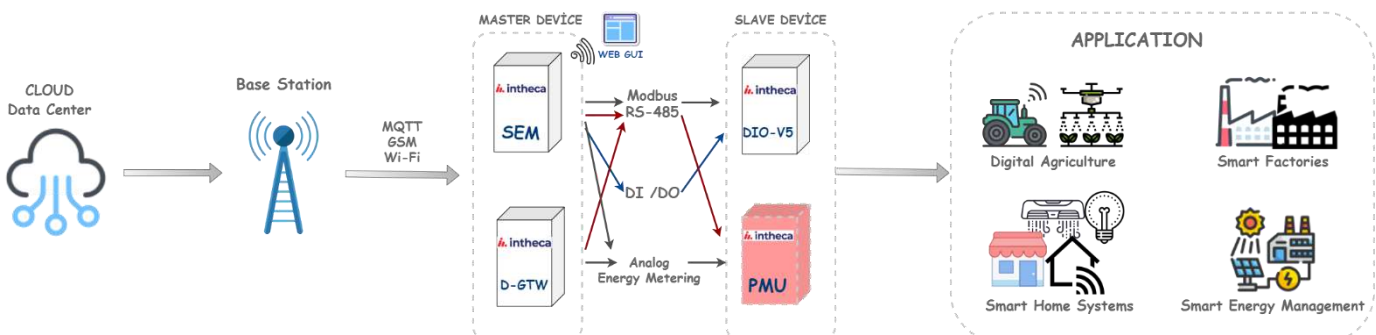 CLOUD
Data Center
Base Station
MQTT
GSM
Wi-Fi
MASTER DEVİCE
WEB GUI
intheca
SEM
intheca
D-GTW
Modbus
RS-485
DI /DO
Analog
Energy Metering
SLAVE DEVİCE
intheca
DIO-V5
intheca
PMU
APPLICATION
Digital Agriculture
Smart Factories
Smart Home Systems
Smart Energy Management